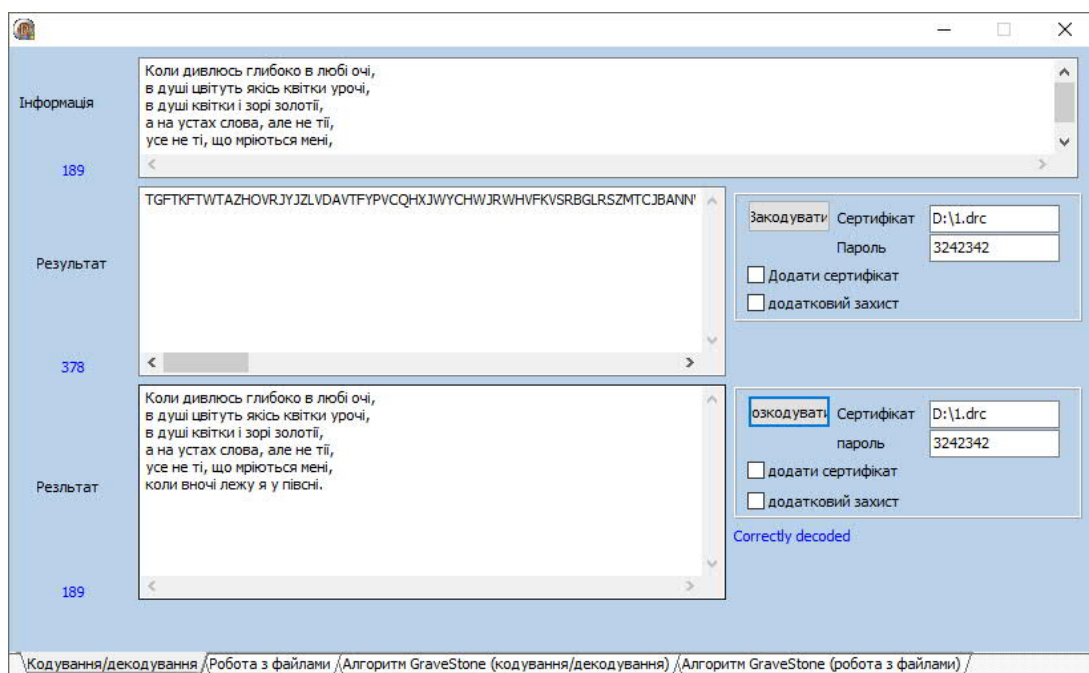 Інформація
189
Коли дивлюсь глибоко в любі очі,
в душі цвітуть якісь квітки урочі,
в душі квітки і зорі золотії,
а на устах слова, але не тії,
усе не ті, що мріються мені,
Результат
378
TGFTKFTWTAZHOVRJYJZLVDAVTFYPVCQHXJWYCHWJRWHVFKVSRBGLRSZMTCJBANN
Закодувати Сертифікат D:\1.drc
Пароль 3242342
Додати сертифікат
додатковий захист
Резльтат
189
Коли дивлюсь глибоко в любі очі,
в душі цвітуть якісь квітки урочі,
в душі квітки і зорі золотії,
а на устах слова, але не тії,
усе не ті, що мріються мені,
коли вночі лежу я у півсні.
озкодувати Сертифікат D:\1.drc
пароль 3242342
додати сертифікат
додатковий захист
Correctly decoded
Кодування/декодування Робота з файлами Алгоритм GraveStone (кодування/декодування) Алгоритм GraveStone (робота з файлами)